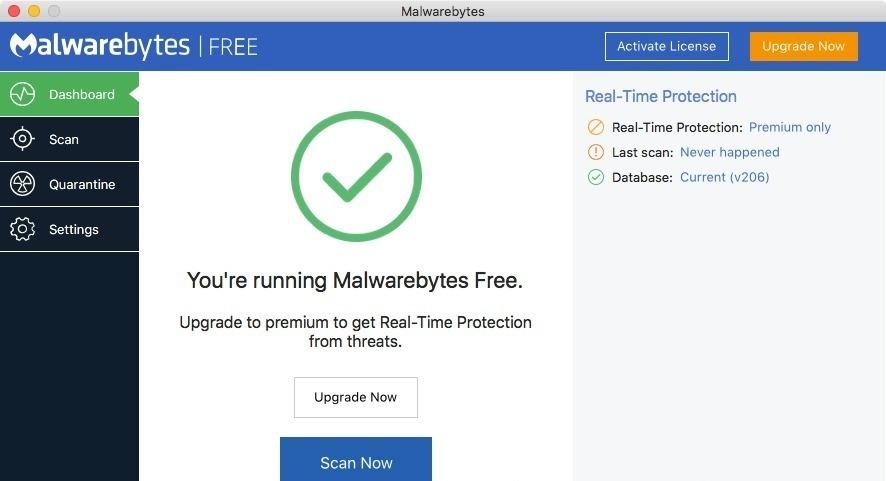 Malwarebytes
Malwarebytes | FREE
Activate License
Upgrade Now
Dashboard
Scan
Quarantine
Settings
You're running Malwarebytes Free.
Upgrade to premium to get Real-Time Protection
from threats.
Upgrade Now
Scan Now
Real-Time Protection
Real-Time Protection: Premium only
Last scan: Never happened
Database: Current (v206)